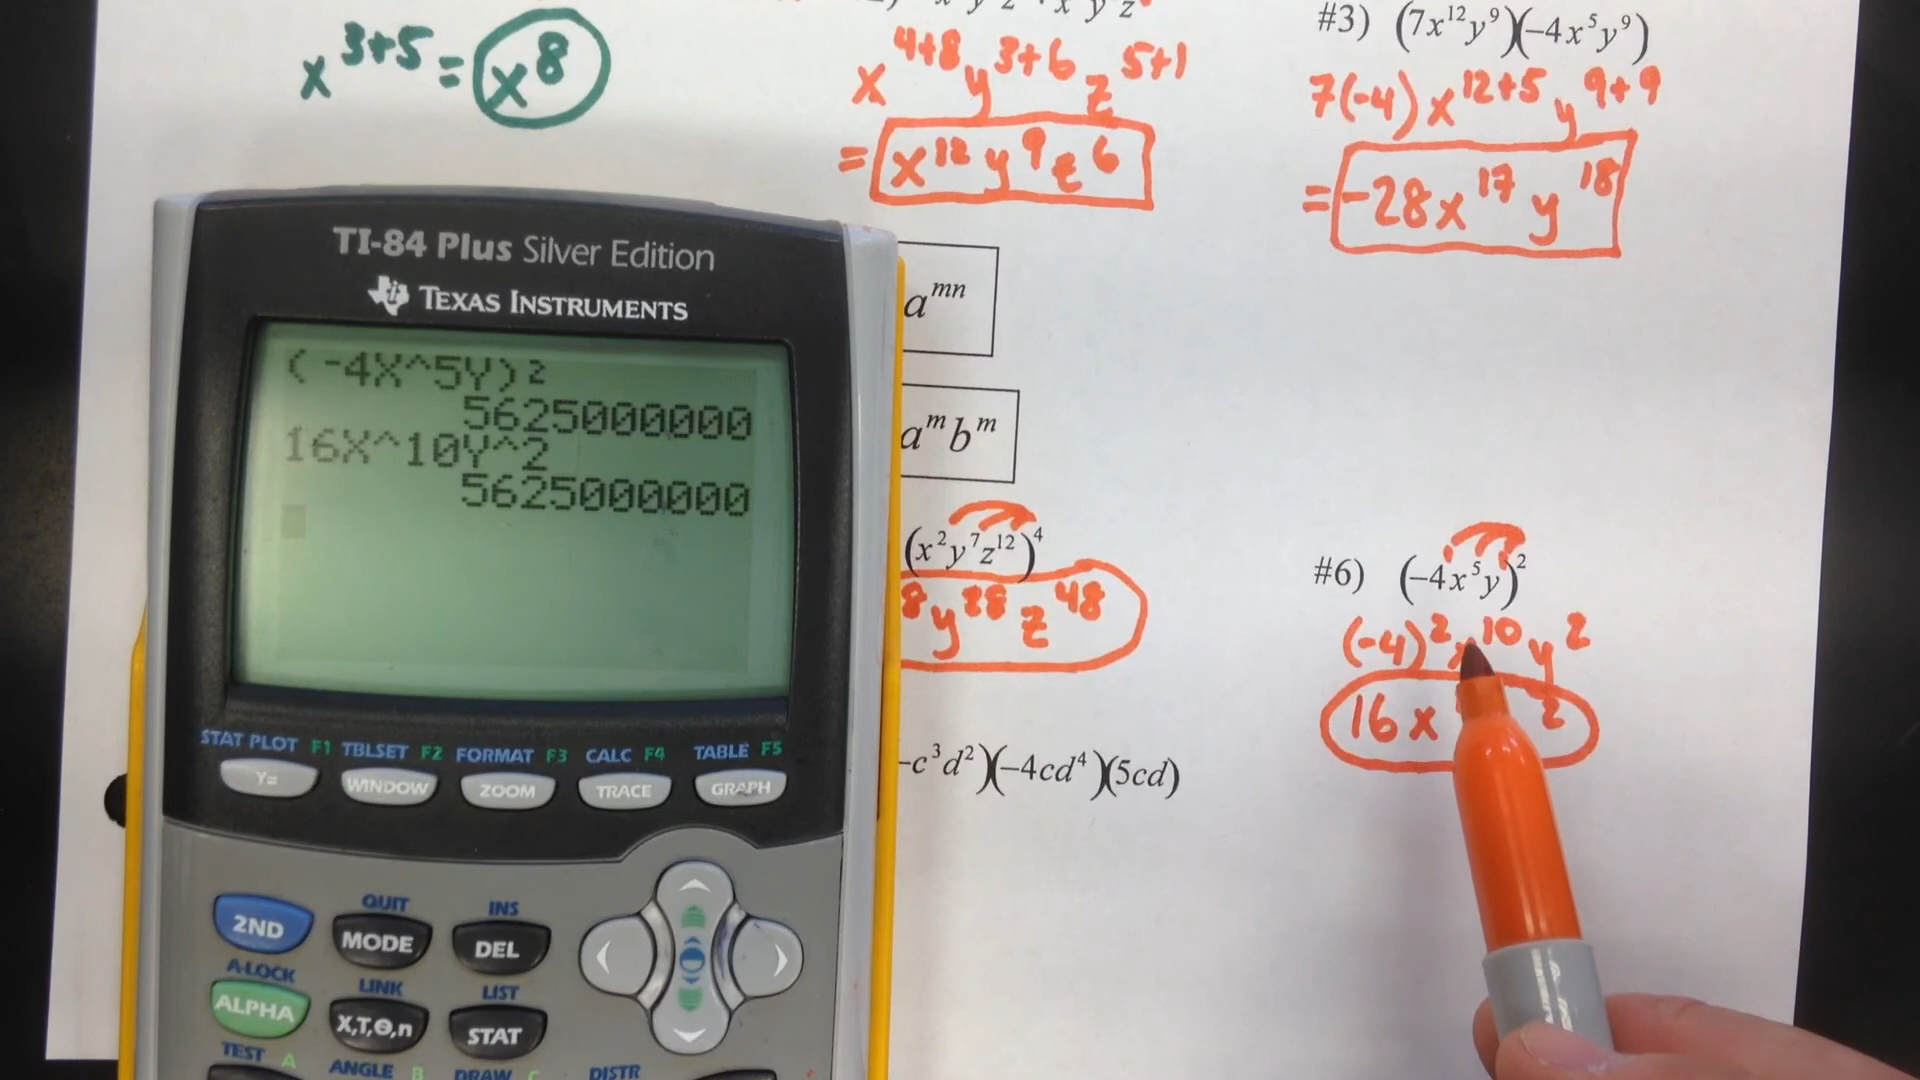 x^3+5 = x^8
x^4+8 y^3+6 z^5+1
= x^12 y^9 z^6
#3) (7x^12y^9)(-4x^5y^9)
7(-4) x^12+5 y^9+9
= -28x^17 y^18
TI-84 Plus Silver Edition
TEXAS INSTRUMENTS
(-4X^5Y)²
5625000000
16X^10Y^2
5625000000
a^mn
a^m b^m
(x²y⁷z¹²)⁴
8 y^28 z^48
#6) (-4x⁵y)²
(-4)² x^10 y²
16x 2
-c³d²)(-4cd⁴)(5cd)
STAT PLOT F1 TBLSET F2 FORMAT F3 CALC F4 TABLE F5
Y= WINDOW ZOOM TRACE GRAPH
QUIT INS
2ND MODE DEL
A-LOCK LINK LIST
ALPHA X,T,Θ,n STAT
TEST A ANGLE B DRAW C DISTR